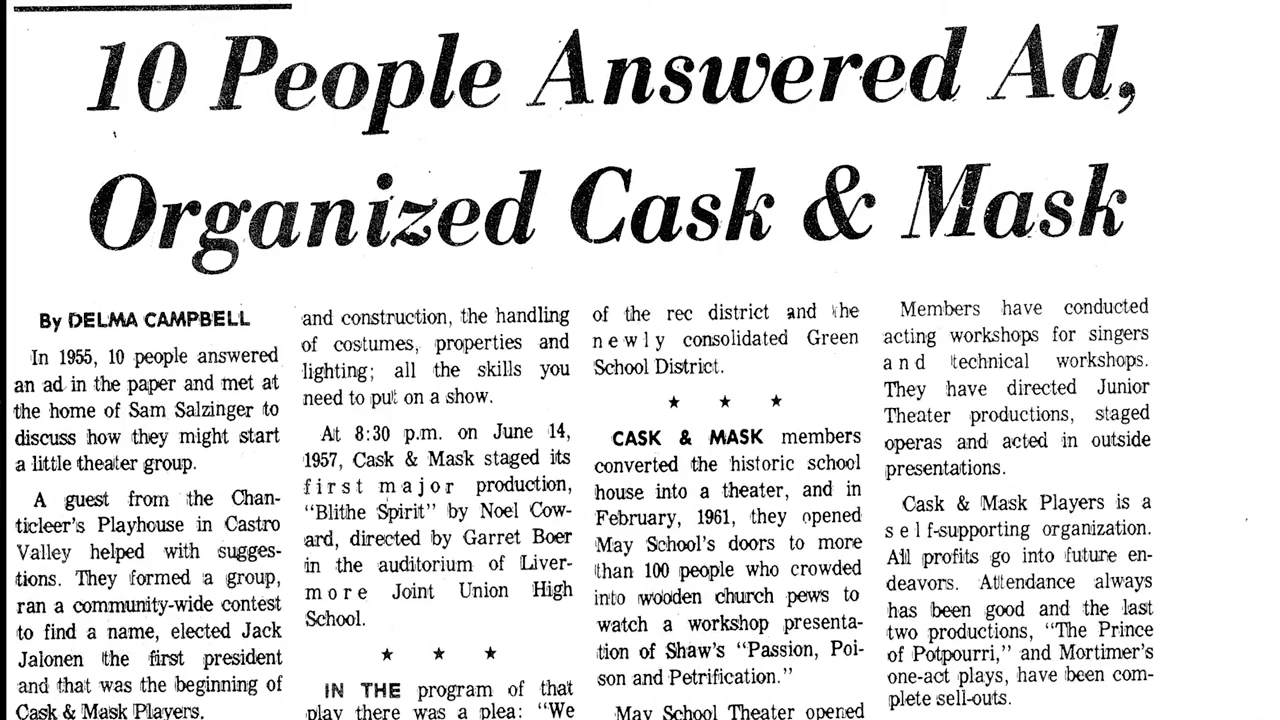 10 People Answered Ad,
Organized Cask & Mask
By DELMA CAMPBELL
In 1955, 10 people answered
an ad in the paper and met at
the home of Sam Salzinger to
discuss how they might start
a little theater group.
A guest from the Chan-
ticleer's Playhouse in Castro
Valley helped with sugges-
tions. They formed a group,
ran a community-wide contest
to find a name, elected Jack
Jalonen the first president
and that was the beginning of
Cask & Mask Players.
and construction, the handling
of costumes, properties and
lighting; all the skills you
need to put on a show.
At 8:30 p.m. on June 14,
1957, Cask & Mask staged its
first major production,
"Blithe Spirit" by Noel Cow-
ard, directed by Garret Boer
in the auditorium of Liver-
more Joint Union High
School.
★ ★ ★
IN THE program of that
play there was a plea: "We
of the rec district and the
newly consolidated Green
School District.
★ ★ ★
CASK & MASK members
converted the historic school
house into a theater, and in
February, 1961, they opened
May School's doors to more
than 100 people who crowded
into wooden church pews to
watch a workshop presenta-
tion of Shaw's "Passion, Poi-
son and Petrification."
May School Theater opened
Members have conducted
acting workshops for singers
and technical workshops.
They have directed Junior
Theater productions, staged
operas and acted in outside
presentations.
Cask & Mask Players is a
self-supporting organization.
All profits go into future en-
deavors. Attendance always
has been good and the last
two productions, "The Prince
of Potpourri," and Mortimer's
one-act plays, have been com-
plete sell-outs.